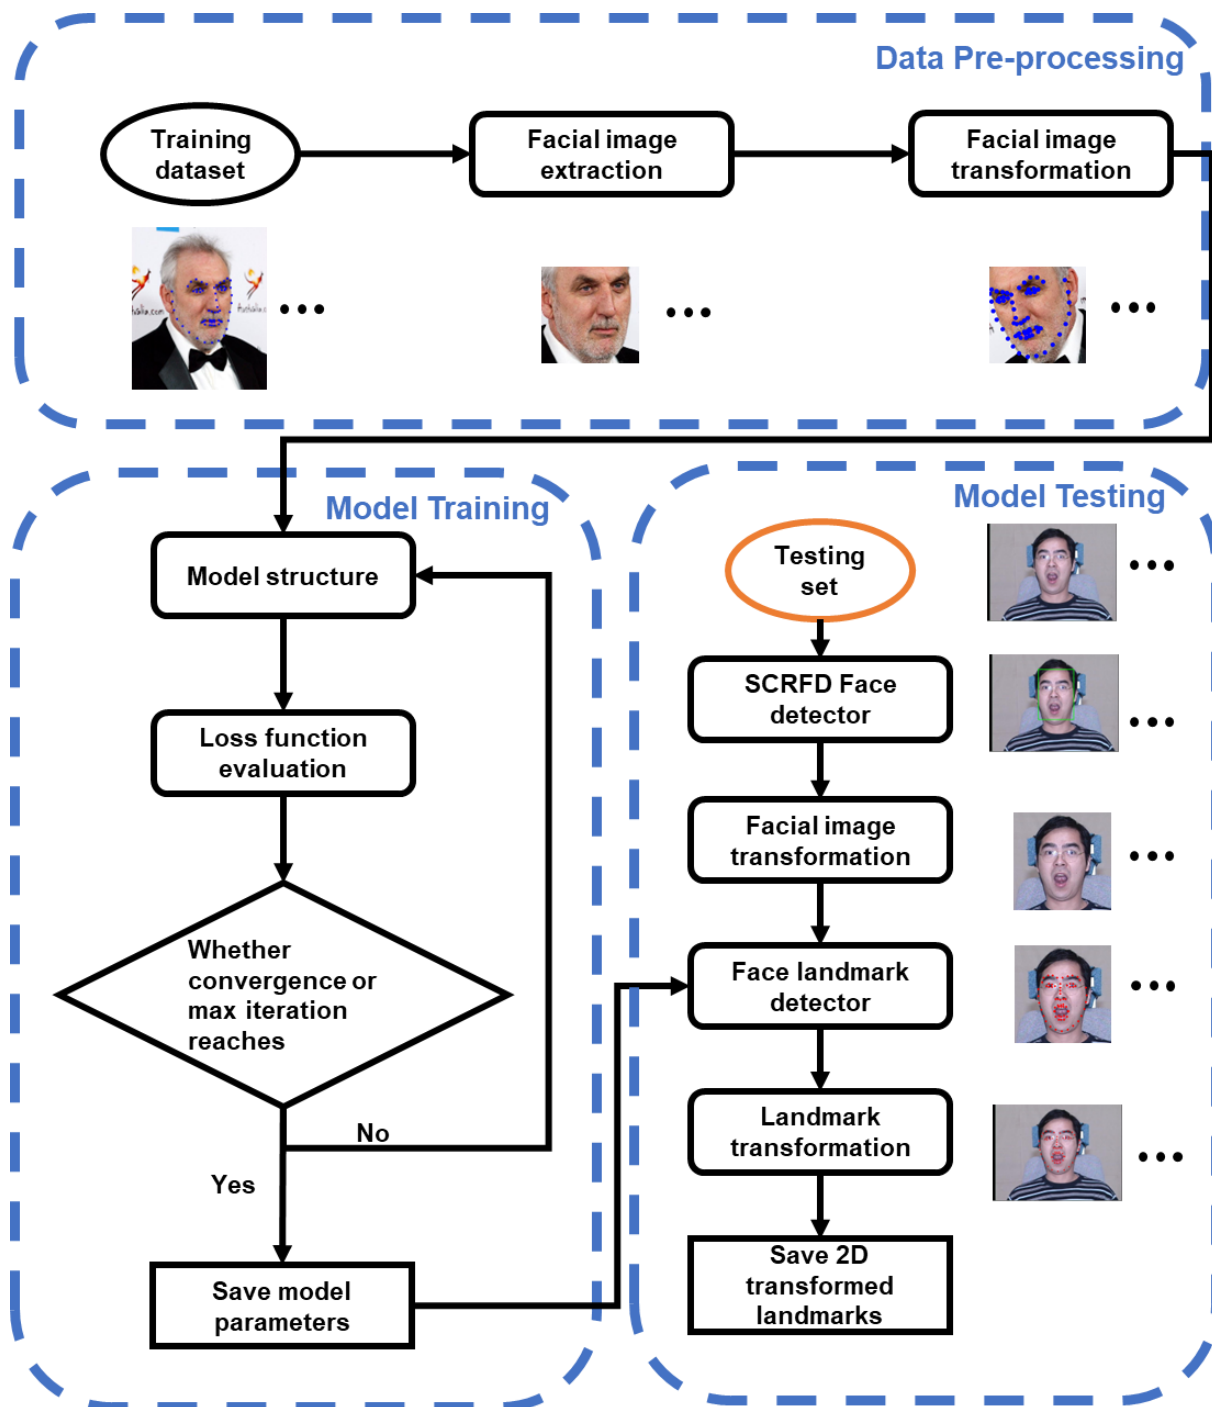 Data Pre-processing
Training
dataset
Facial image
extraction
Facial image
transformation
Model Training
Model structure
Loss function
evaluation
Whether
convergence or
max iteration
reaches
No
Yes
Save model
parameters
Model Testing
Testing
set
SCRFD Face
detector
Facial image
transformation
Face landmark
detector
Landmark
transformation
Save 2D
transformed
landmarks